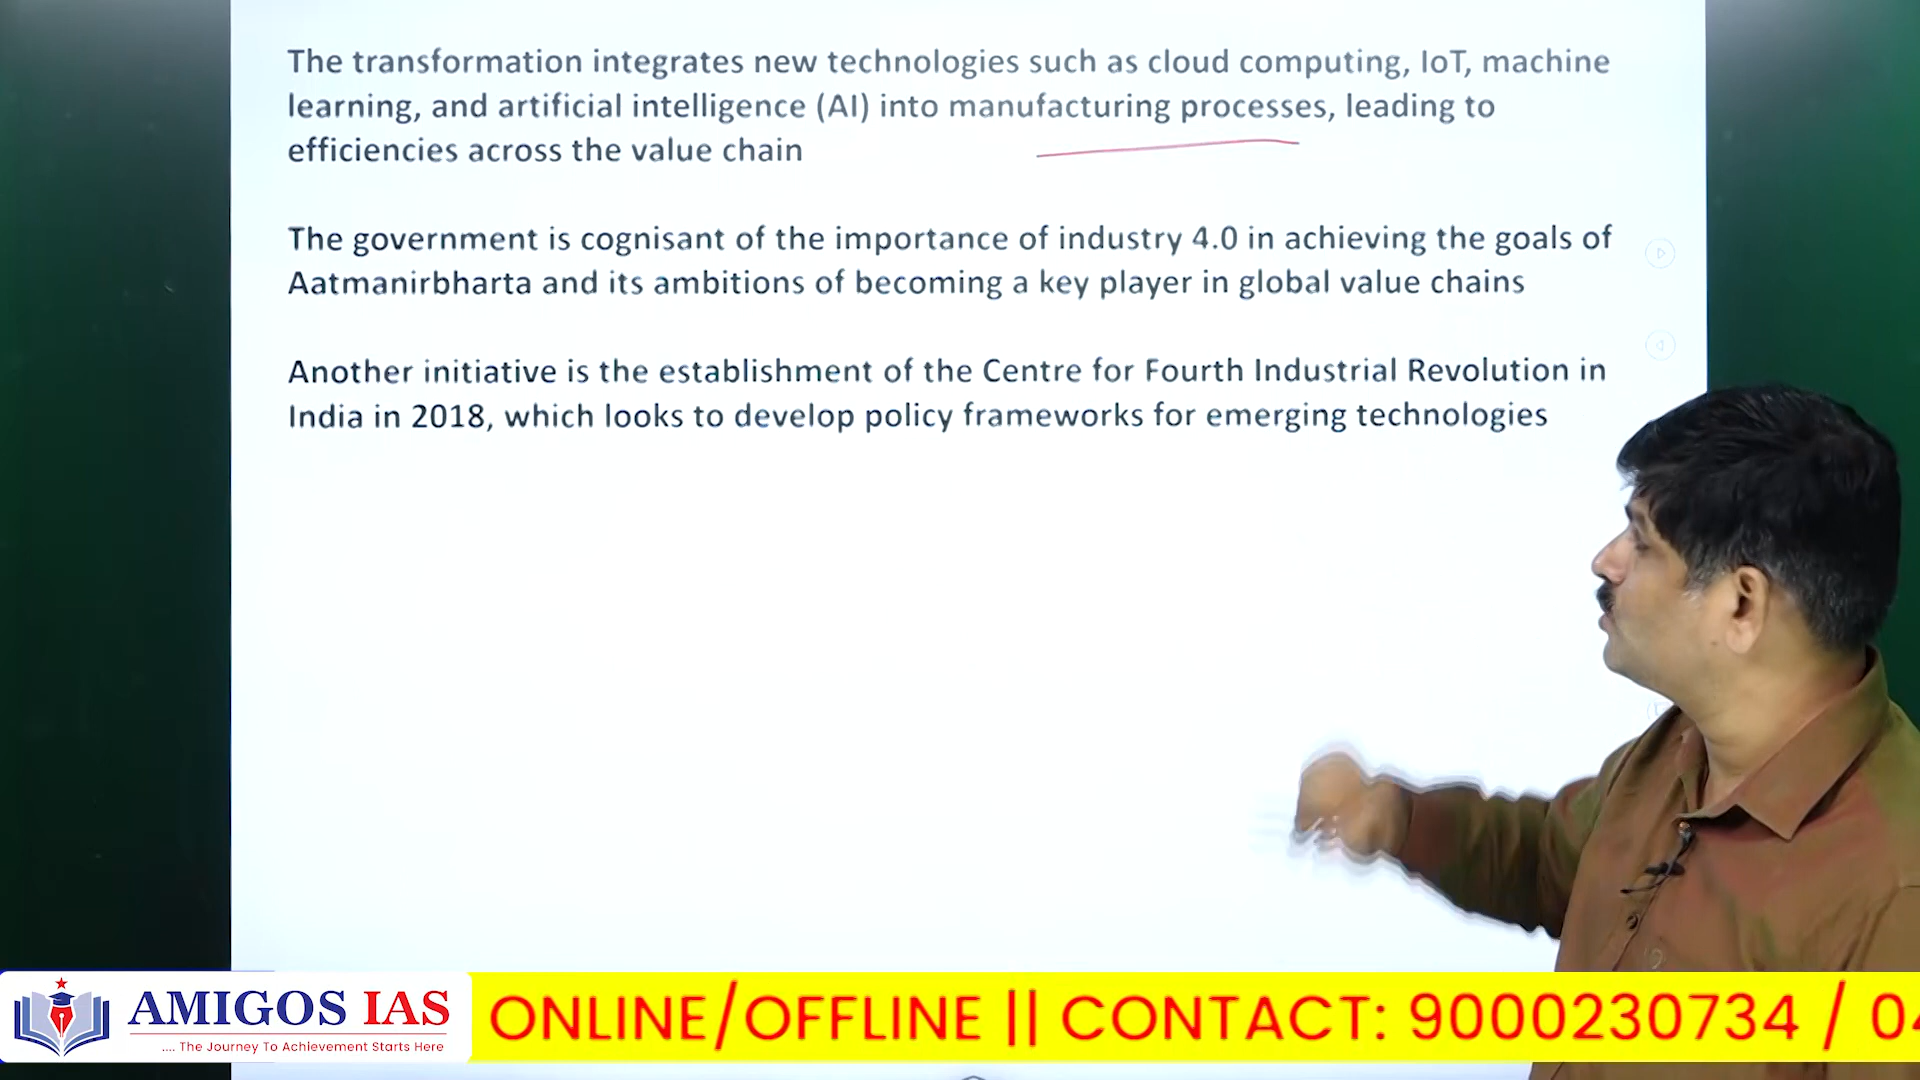 The transformation integrates new technologies such as cloud computing, IoT, machine
learning, and artificial intelligence (AI) into manufacturing processes, leading to
efficiencies across the value chain
The government is cognisant of the importance of industry 4.0 in achieving the goals of
Aatmanirbharta and its ambitions of becoming a key player in global value chains
Another initiative is the establishment of the Centre for Fourth Industrial Revolution in
India in 2018, which looks to develop policy frameworks for emerging technologies
AMIGOS IAS
.... The Journey To Achievement Starts Here
ONLINE/OFFLINE || CONTACT: 9000230734 / 04